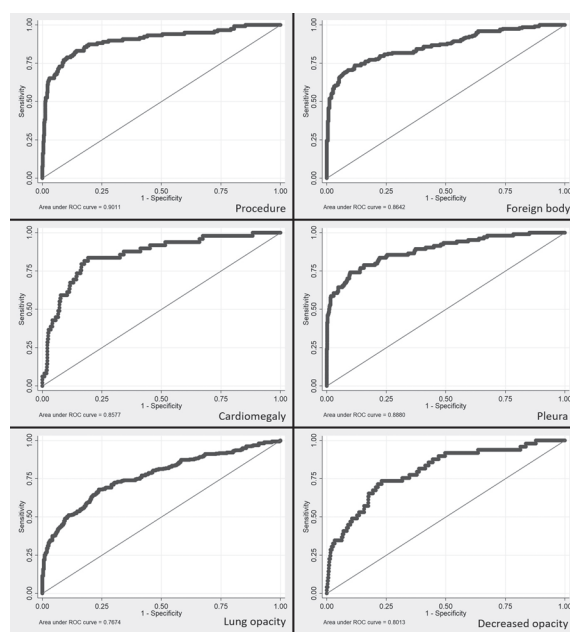 Sensitivity
1.00
0.75
0.50
0.25
0.00
0.00 0.25 0.50 0.75 1.00
1 - Specificity
Area under ROC curve = 0.9011
Procedure
Sensitivity
1.00
0.75
0.50
0.25
0.00
0.00 0.25 0.50 0.75 1.00
1 - Specificity
Area under ROC curve = 0.8642
Foreign body
Sensitivity
1.00
0.75
0.50
0.25
0.00
0.00 0.25 0.50 0.75 1.00
1 - Specificity
Area under ROC curve = 0.8577
Cardiomegaly
Sensitivity
1.00
0.75
0.50
0.25
0.00
0.00 0.25 0.50 0.75 1.00
1 - Specificity
Area under ROC curve = 0.8880
Pleura
Sensitivity
1.00
0.75
0.50
0.25
0.00
0.00 0.25 0.50 0.75 1.00
1 - Specificity
Area under ROC curve = 0.7674
Lung opacity
Sensitivity
1.00
0.75
0.50
0.25
0.00
0.00 0.25 0.50 0.75 1.00
1 - Specificity
Area under ROC curve = 0.8013
Decreased opacity